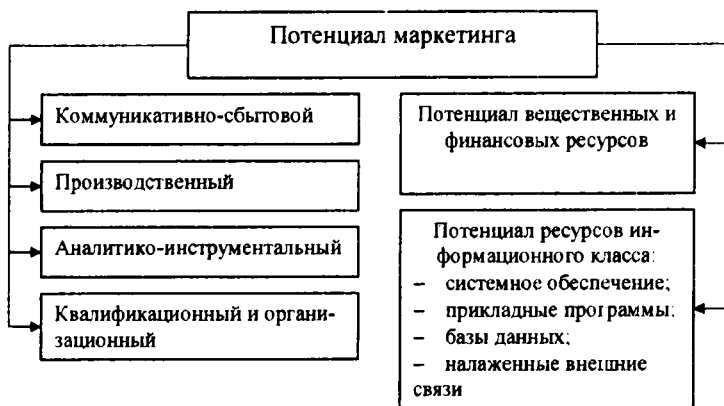 Потенциал маркетинга
Коммуникативно-сбытовой
Производственный
Аналитико-инструментальный
Квалификационный и органи-
зационный
Потенциал вещественных и
финансовых ресурсов
Потенциал ресурсов ин-
формационного класса:
– системное обеспечение;
– прикладные программы;
– базы данных;
– налаженные внешние
связи